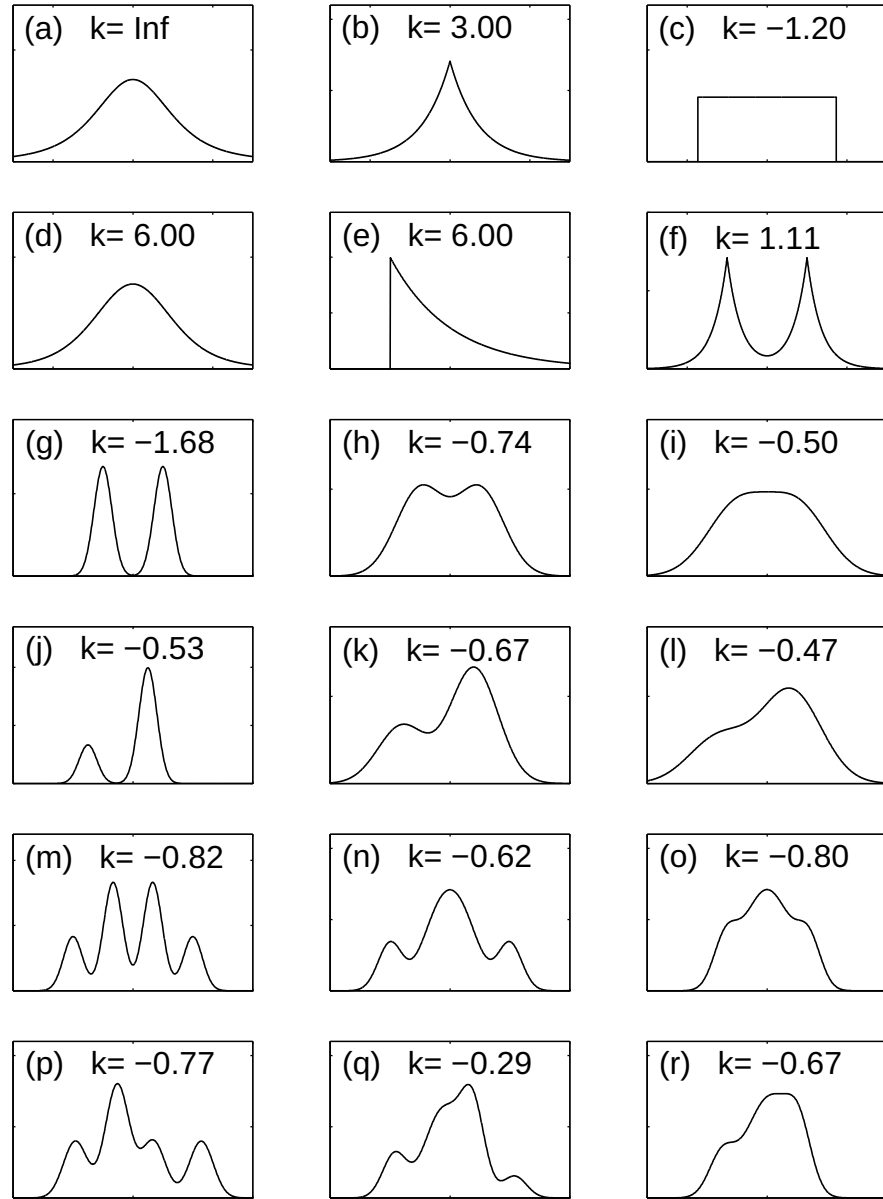 (a) k= Inf
(b) k= 3.00
(c) k= −1.20
(d) k= 6.00
(e) k= 6.00
(f) k= 1.11
(g) k= −1.68
(h) k= −0.74
(i) k= −0.50
(j) k= −0.53
(k) k= −0.67
(l) k= −0.47
(m) k= −0.82
(n) k= −0.62
(o) k= −0.80
(p) k= −0.77
(q) k= −0.29
(r) k= −0.67